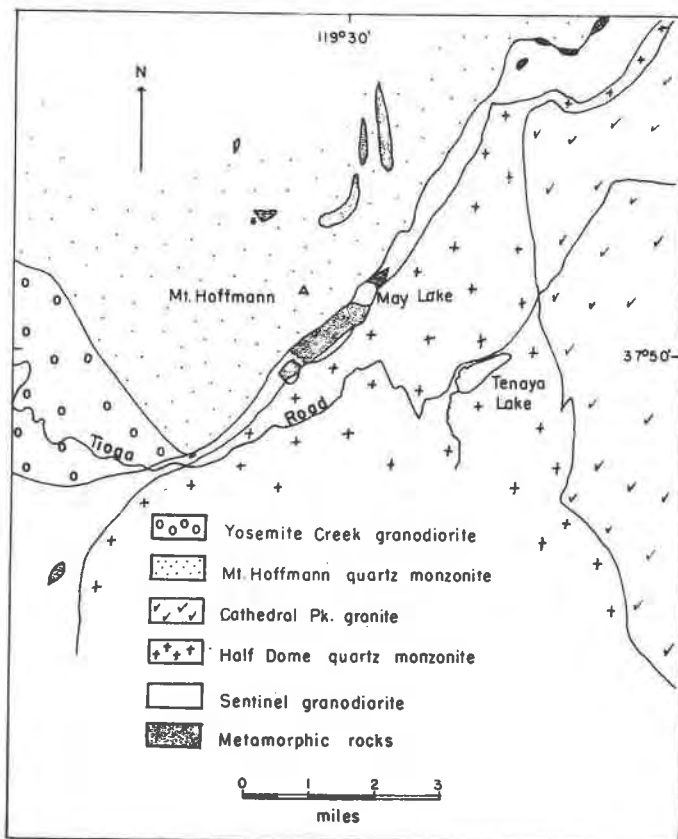 119°30'
N
Mt. Hoffmann
May Lake
37°50'
Tenaya
Lake
Tioga
Road
Yosemite Creek granodiorite
Mt. Hoffmann quartz monzonite
Cathedral Pk. granite
Half Dome quartz monzonite
Sentinel granodiorite
Metamorphic rocks
0 1 2 3
miles